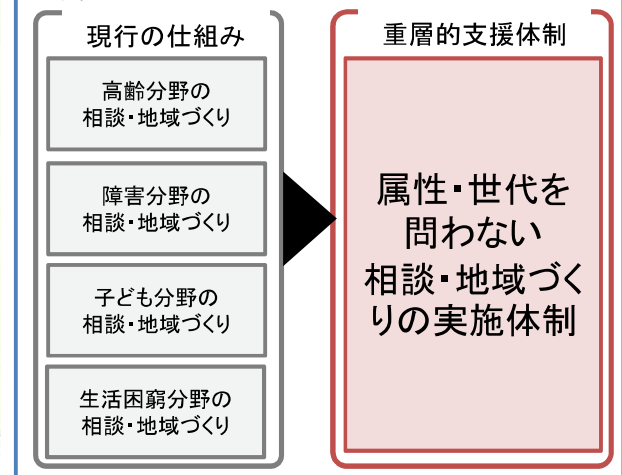 現行の仕組み
高齢分野の
相談・地域づくり
障害分野の
相談・地域づくり
子ども分野の
相談・地域づくり
生活困窮分野の
相談・地域づくり
重層的支援体制
属性・世代を
問わない
相談・地域づく
りの実施体制